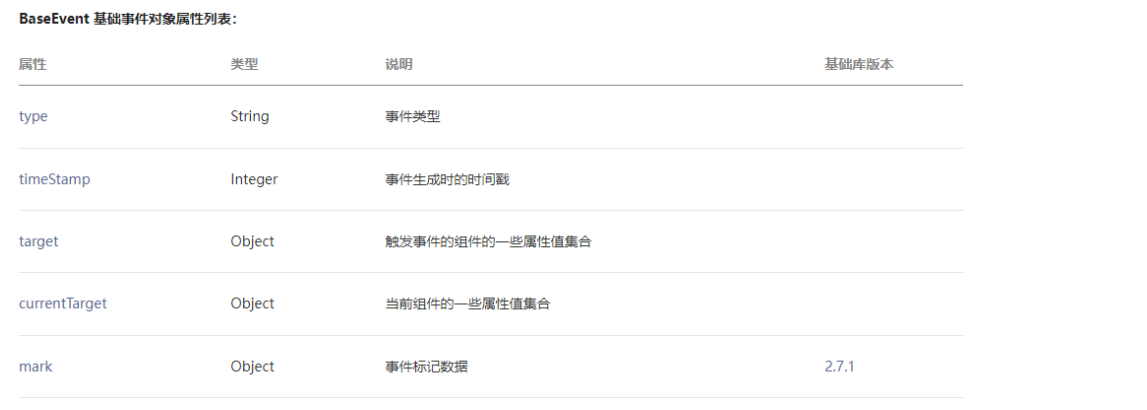 BaseEvent 基础事件对象属性列表：
属性 类型 说明 基础库版本
type String 事件类型
timeStamp Integer 事件生成时的时间戳
target Object 触发事件的组件的一些属性值集合
currentTarget Object 当前组件的一些属性值集合
mark Object 事件标记数据 2.7.1